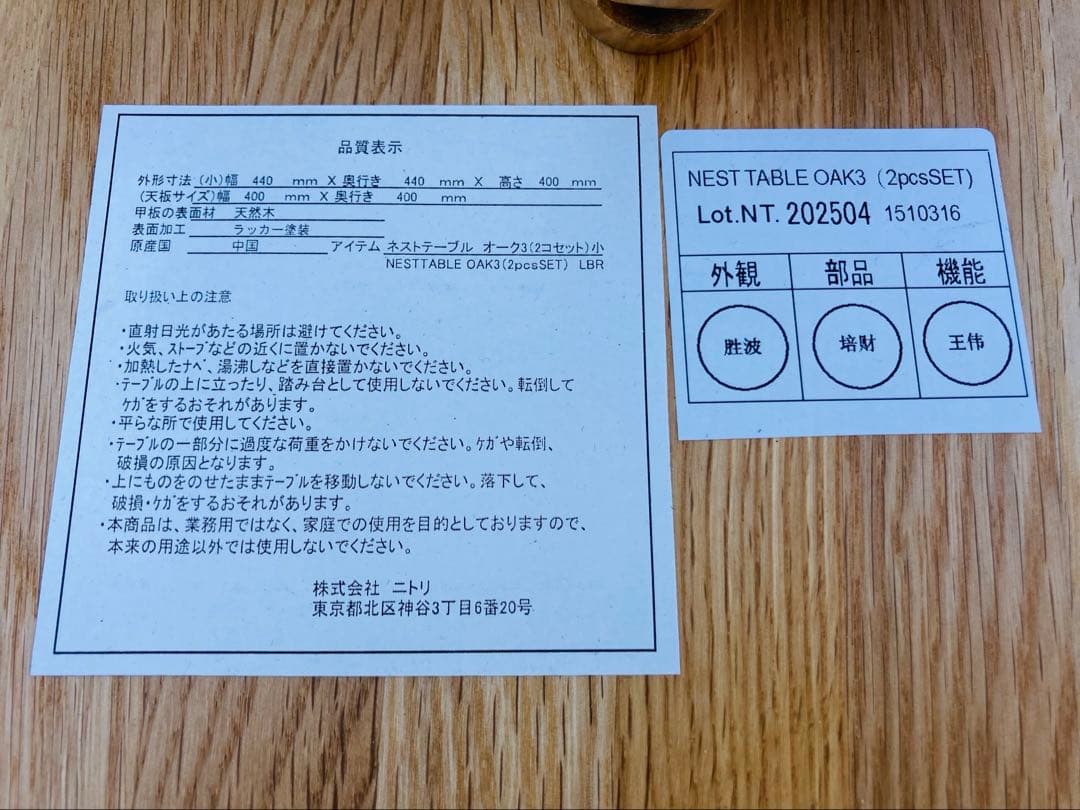 品質表示
外形寸法 (小)幅 440 mm X 奥行き 440 mm X 高さ 400 mm
(天板サイズ)幅 400 mm X 奥行き 400 mm
甲板の表面材 天然木
表面加工 ラッカー塗装
原産国 中国 アイテム ネストテーブル オーク3(2コセット)小
NESTTABLE OAK3(2pcsSET) LBR
取り扱い上の注意
・直射日光があたる場所は避けてください。
・火気、ストーブなどの近くに置かないでください。
・加熱したナベ、湯沸しなどを直接置かないでください。
・テーブルの上に立ったり、踏み台として使用しないでください。転倒して
ケガをするおそれがあります。
・平らな所で使用してください。
・テーブルの一部分に過度な荷重をかけないでください。ケガや転倒、
破損の原因となります。
・上にものをのせたままテーブルを移動しないでください。落下して、
破損・ケガをするおそれがあります。
・本商品は、業務用ではなく、家庭での使用を目的としておりますので、
本来の用途以外では使用しないでください。
株式会社 ニトリ
東京都北区神谷3丁目6番20号
NEST TABLE OAK3 (2pcsSET)
Lot.NT. 202504 1510316
外観 部品 機能
胜波 培财 王伟